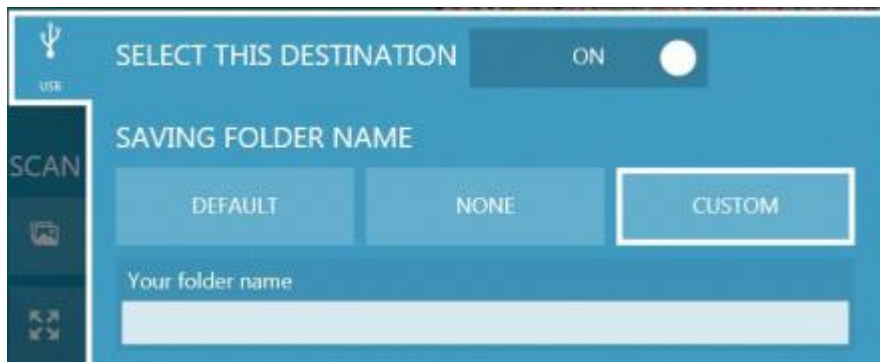 USB
SELECT THIS DESTINATION ON
SCAN
SAVING FOLDER NAME
DEFAULT NONE CUSTOM
Your folder name